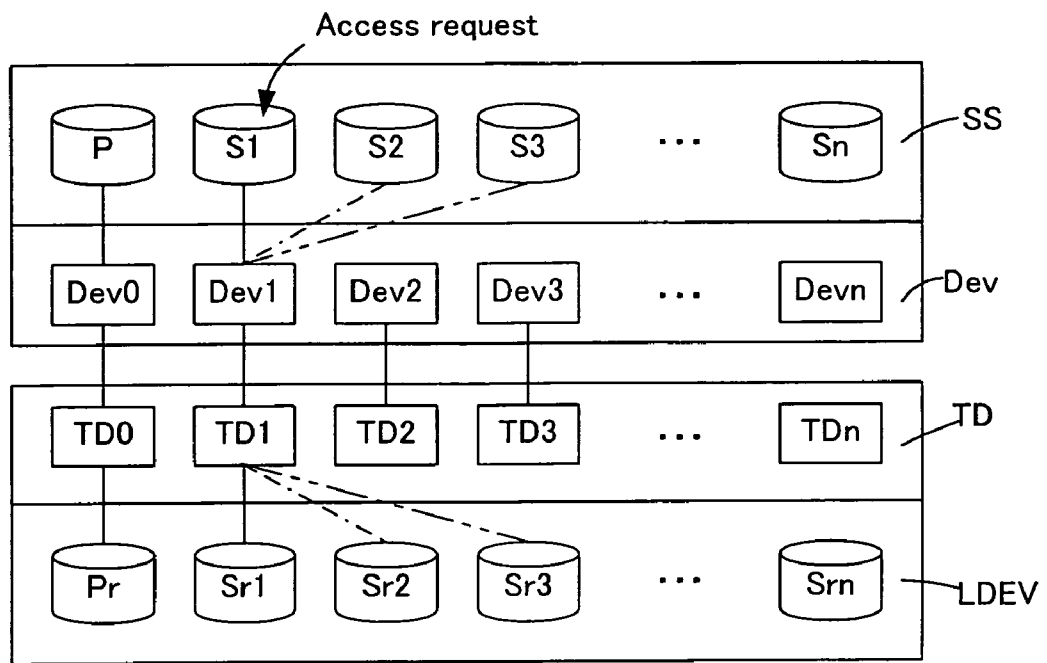 Access request
P S1 S2 S3 ... Sn SS
Dev0 Dev1 Dev2 Dev3 ... Devn Dev
TD0 TD1 TD2 TD3 ... TDn TD
Pr Sr1 Sr2 Sr3 ... Srn LDEV